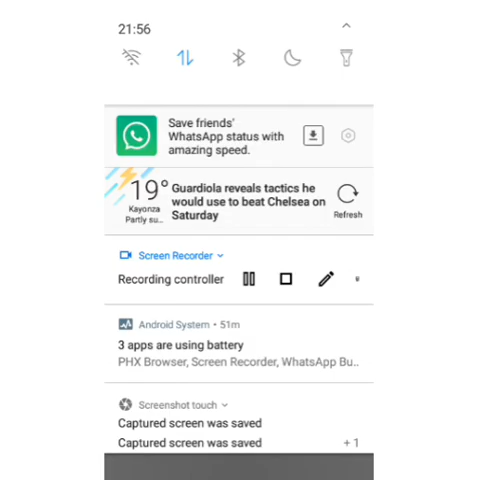 21:56
Save friends'
WhatsApp status with
amazing speed.
19°
Kayonza
Partly su...
Guardiola reveals tactics he
would use to beat Chelsea on
Saturday
Refresh
Screen Recorder
Recording controller
Android System • 51m
3 apps are using battery
PHX Browser, Screen Recorder, WhatsApp Bu..
Screenshot touch
Captured screen was saved
Captured screen was saved
+ 1